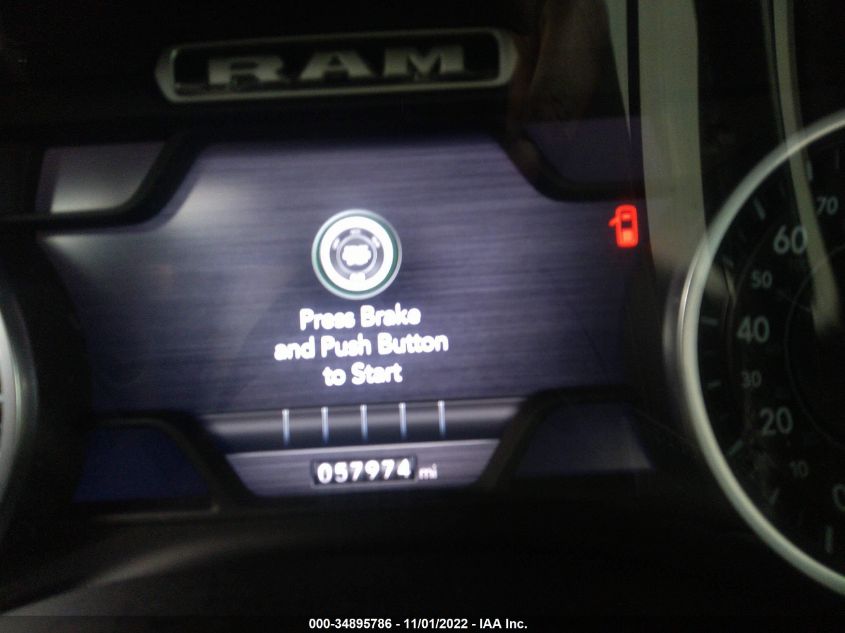 RAM
Press Brake
and Push Button
to Start
057974 mi
70
60
50
40
30
20
10
000-34895786 - 11/01/2022 - IAA Inc.